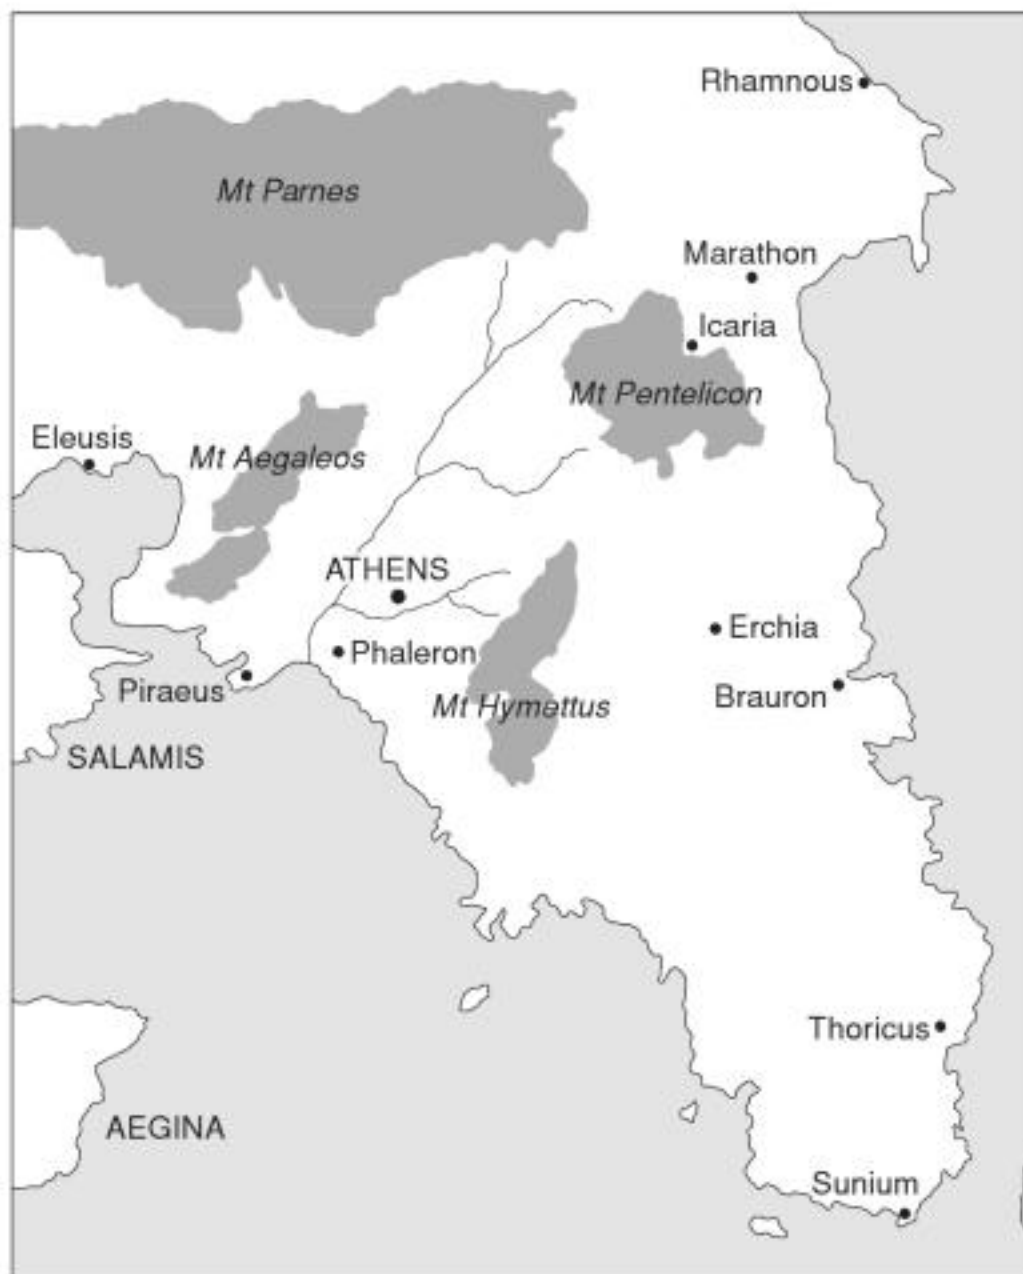 Rhamnous
Mt Parnes
Marathon
Icaria
Mt Pentelicon
Eleusis
Mt Aegaleos
ATHENS
Erchia
Phaleron
Piraeus
Brauron
Mt Hymettus
SALAMIS
Thoricus
AEGINA
Sunium